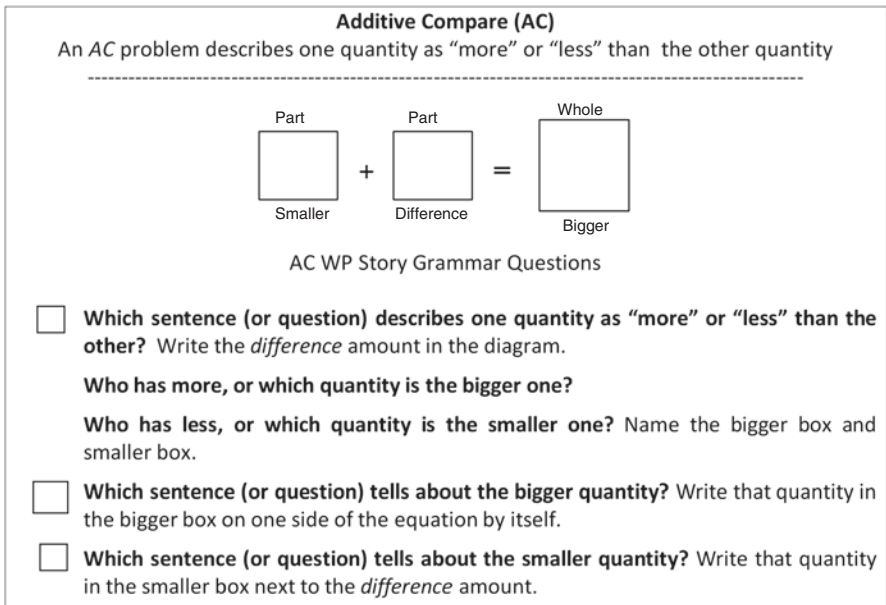 Additive Compare (AC)
An AC problem describes one quantity as “more” or “less” than the other quantity
Part Part Whole
+ =
Smaller Difference Bigger
AC WP Story Grammar Questions
Which sentence (or question) describes one quantity as “more” or “less” than the
other? Write the difference amount in the diagram.
Who has more, or which quantity is the bigger one?
Who has less, or which quantity is the smaller one? Name the bigger box and
smaller box.
Which sentence (or question) tells about the bigger quantity? Write that quantity in
the bigger box on one side of the equation by itself.
Which sentence (or question) tells about the smaller quantity? Write that quantity
in the smaller box next to the difference amount.